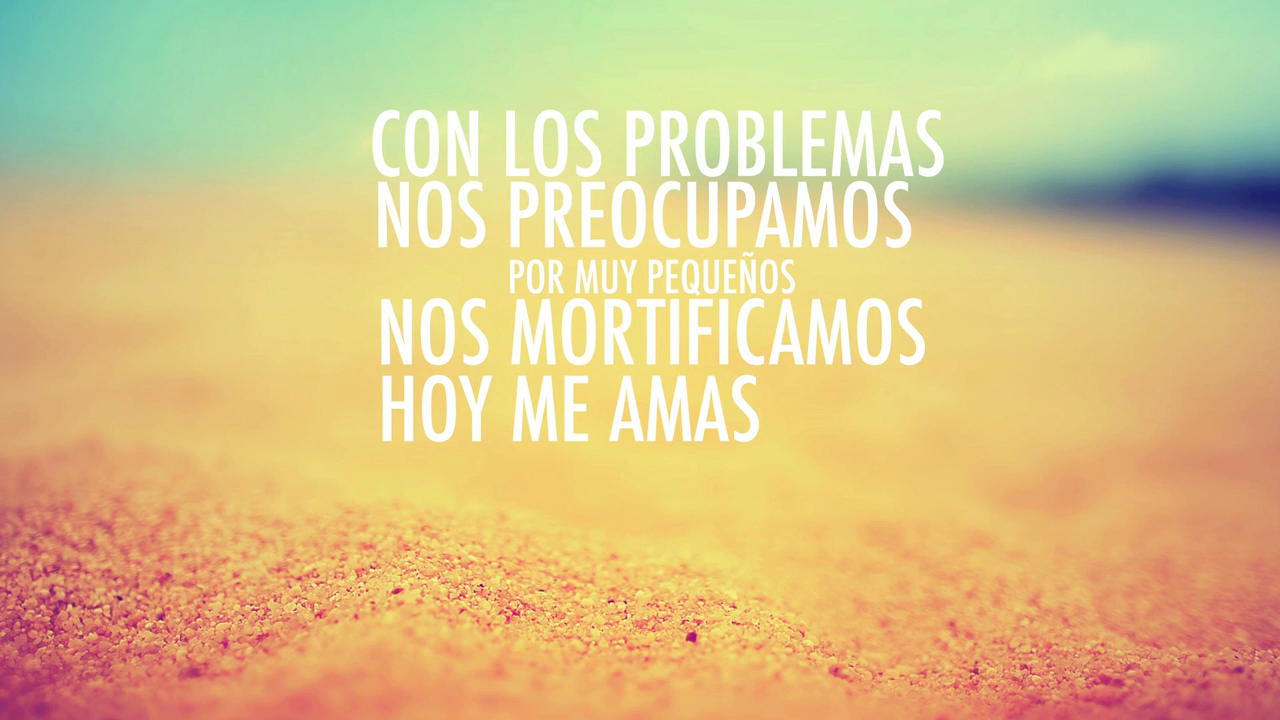 CON LOS PROBLEMAS
NOS PREOCUPAMOS
POR MUY PEQUEÑOS
NOS MORTIFICAMOS
HOY ME AMAS